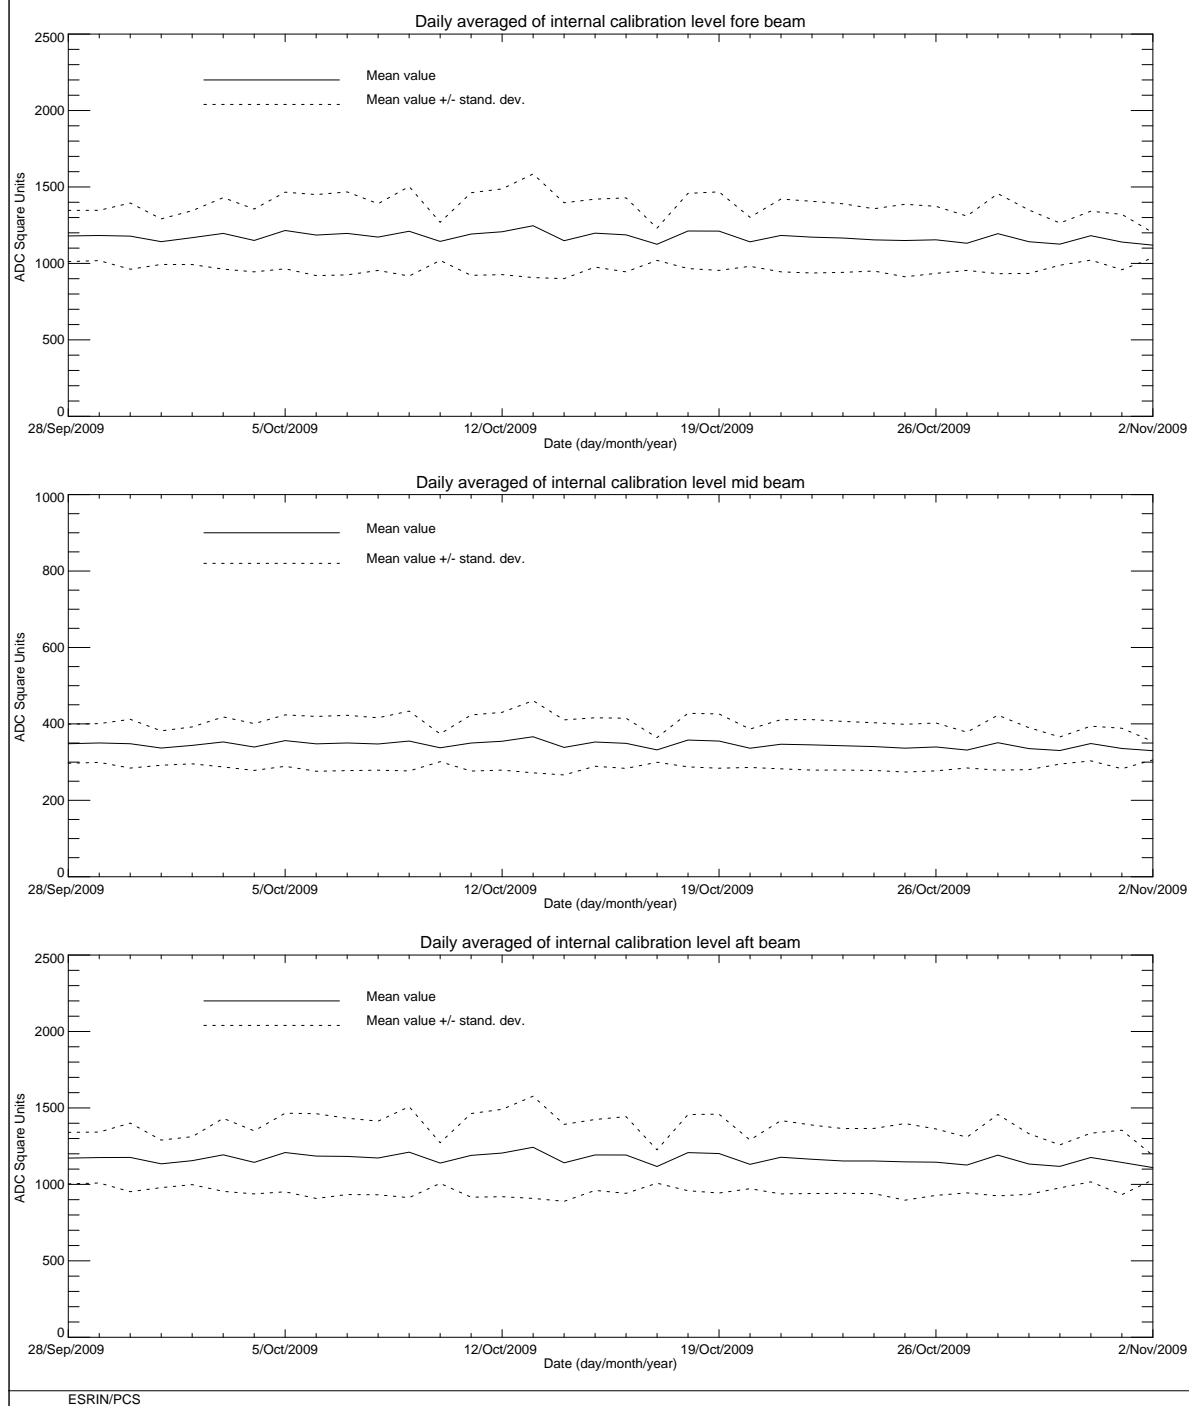 Daily averaged of internal calibration level fore beam
2500
2000
1500
1000
500
0
ADC Square Units
Mean value
Mean value +/- stand. dev.
28/Sep/2009 5/Oct/2009 12/Oct/2009 19/Oct/2009 26/Oct/2009 2/Nov/2009
Date (day/month/year)
Daily averaged of internal calibration level mid beam
1000
800
600
400
200
0
ADC Square Units
Mean value
Mean value +/- stand. dev.
28/Sep/2009 5/Oct/2009 12/Oct/2009 19/Oct/2009 26/Oct/2009 2/Nov/2009
Date (day/month/year)
Daily averaged of internal calibration level aft beam
2500
2000
1500
1000
500
0
ADC Square Units
Mean value
Mean value +/- stand. dev.
28/Sep/2009 5/Oct/2009 12/Oct/2009 19/Oct/2009 26/Oct/2009 2/Nov/2009
Date (day/month/year)
ESRIN/PCS